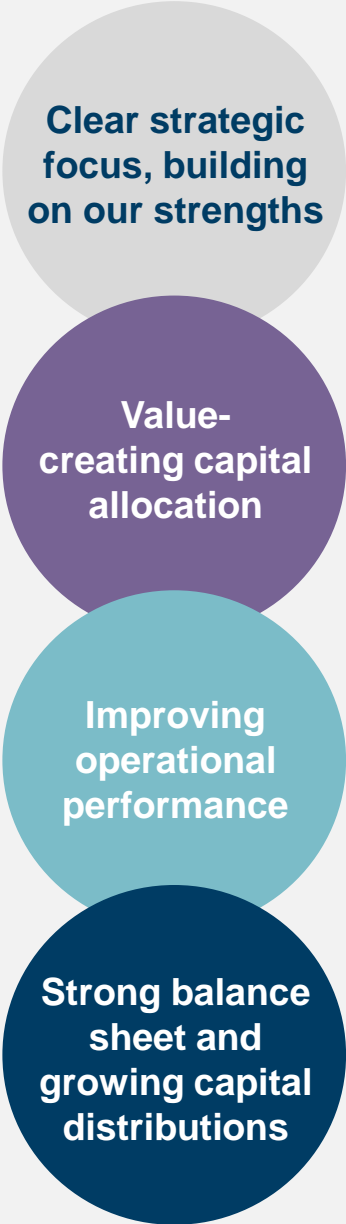 Clear strategic
focus, building
on our strengths
Value-
creating capital
allocation
Improving
operational
performance
Strong balance
sheet and
growing capital
distributions